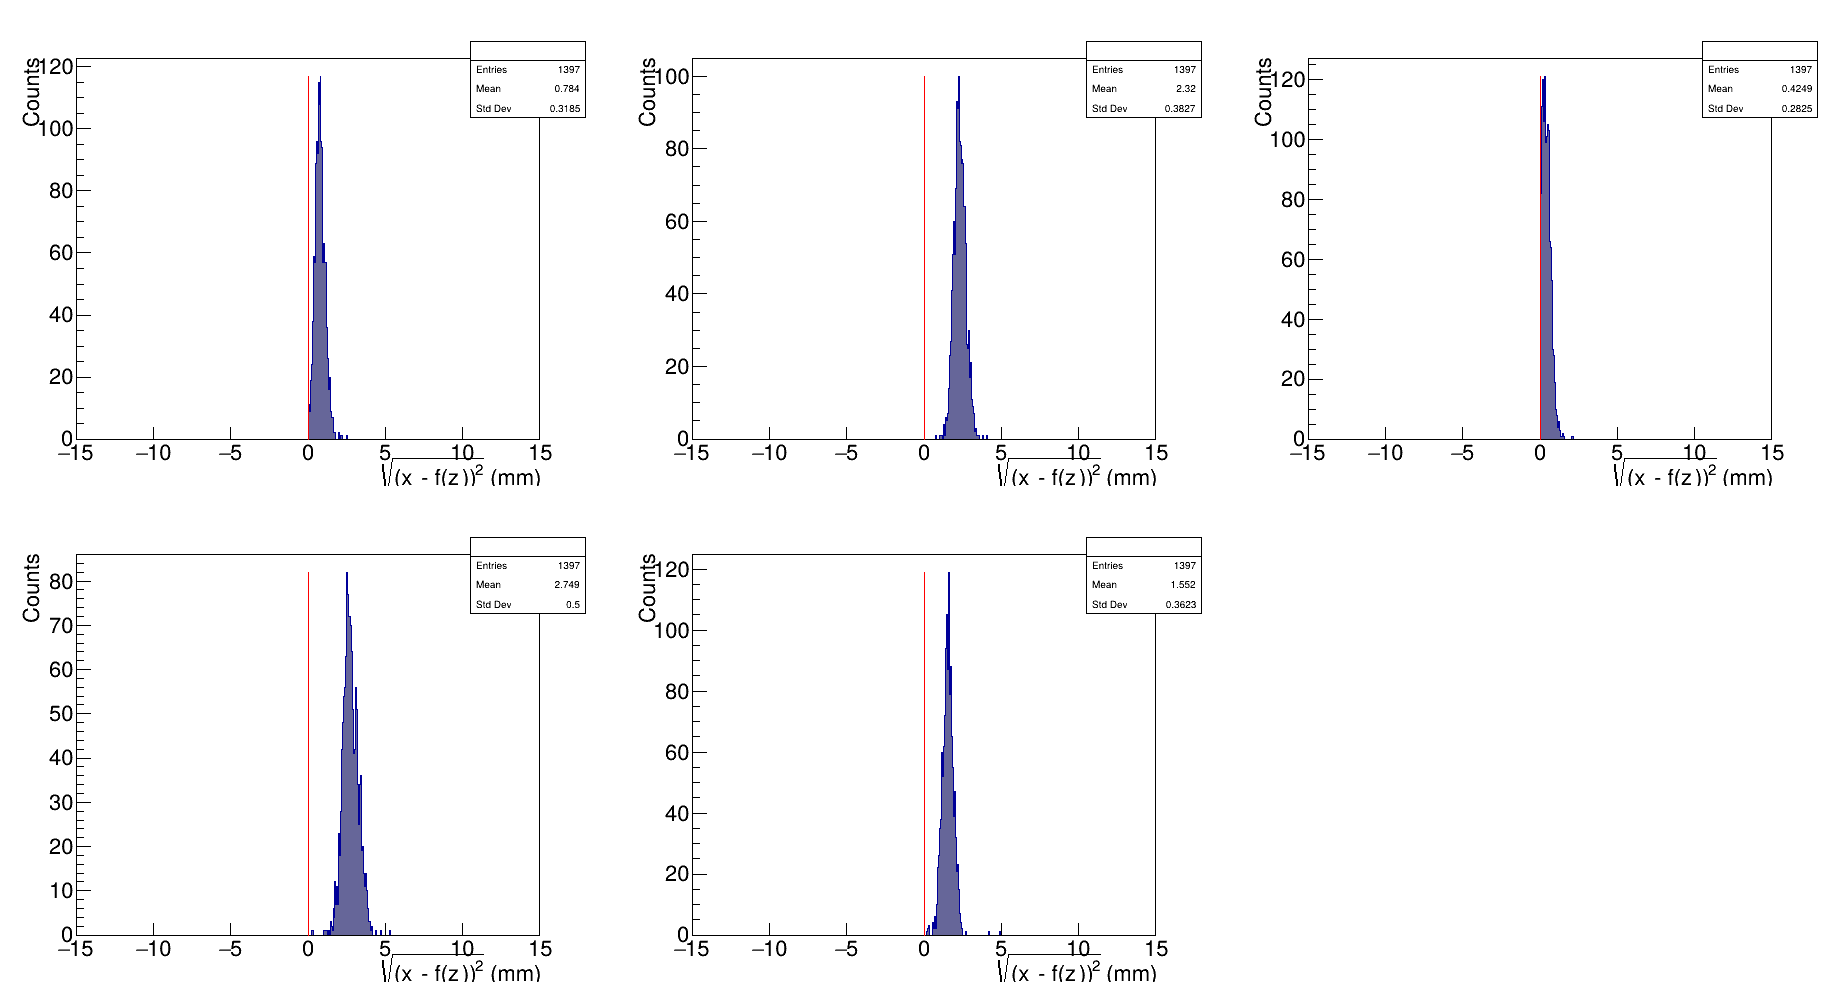 Counts
Entries 1397
Mean 0.784
Std Dev 0.3185
120
100
80
60
40
20
0
−15 −10 −5 0 5 10 15
√(x - f(z))² (mm)
Counts
Entries 1397
Mean 2.32
Std Dev 0.3827
100
80
60
40
20
0
−15 −10 −5 0 5 10 15
√(x - f(z))² (mm)
Counts
Entries 1397
Mean 0.4249
Std Dev 0.2825
120
100
80
60
40
20
0
−15 −10 −5 0 5 10 15
√(x - f(z))² (mm)
Counts
Entries 1397
Mean 2.749
Std Dev 0.5
80
70
60
50
40
30
20
10
0
−15 −10 −5 0 5 10 15
√(x - f(z))² (mm)
Counts
Entries 1397
Mean 1.552
Std Dev 0.3623
120
100
80
60
40
20
0
−15 −10 −5 0 5 10 15
√(x - f(z))² (mm)